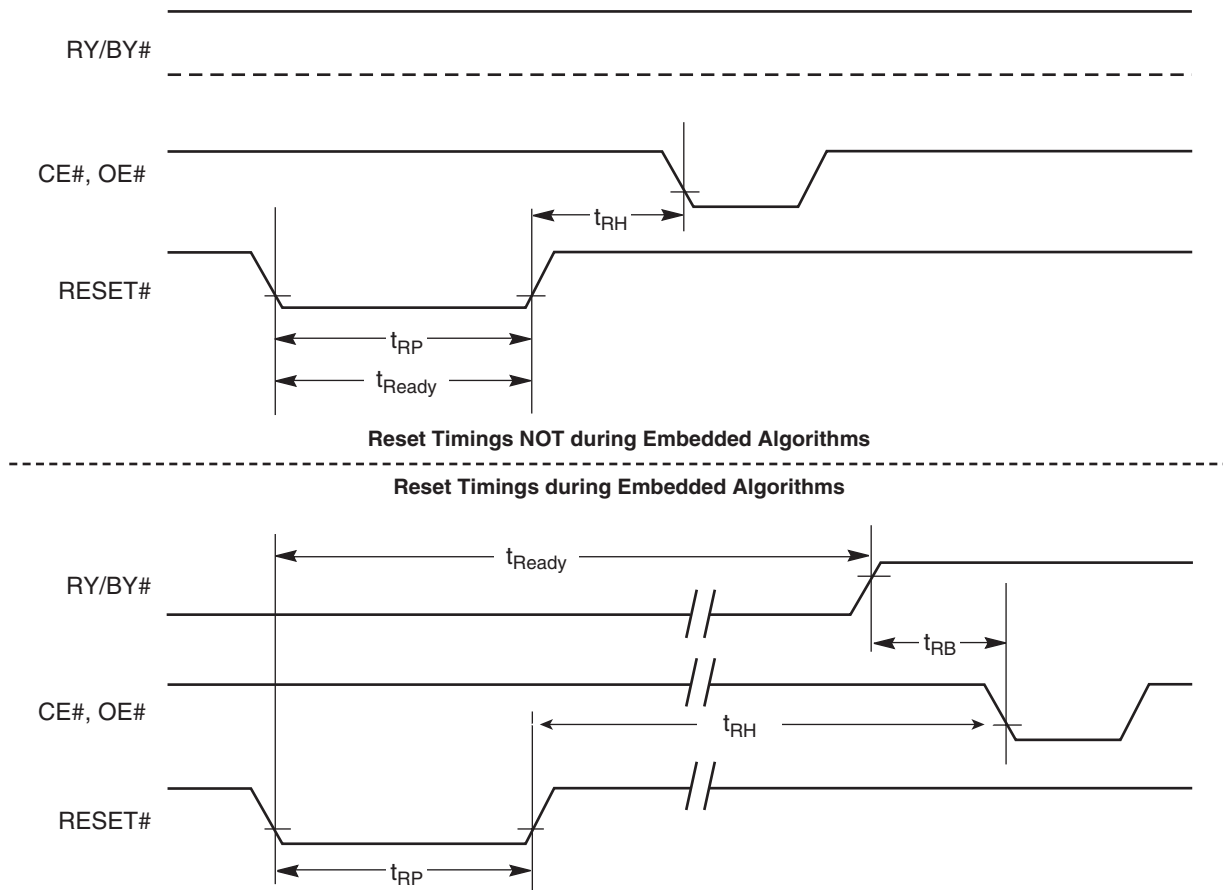 RY/BY#
CE#, OE#
tRH
RESET#
tRP
tReady
Reset Timings NOT during Embedded Algorithms
Reset Timings during Embedded Algorithms
tReady
RY/BY#
tRB
CE#, OE#
tRH
RESET#
tRP